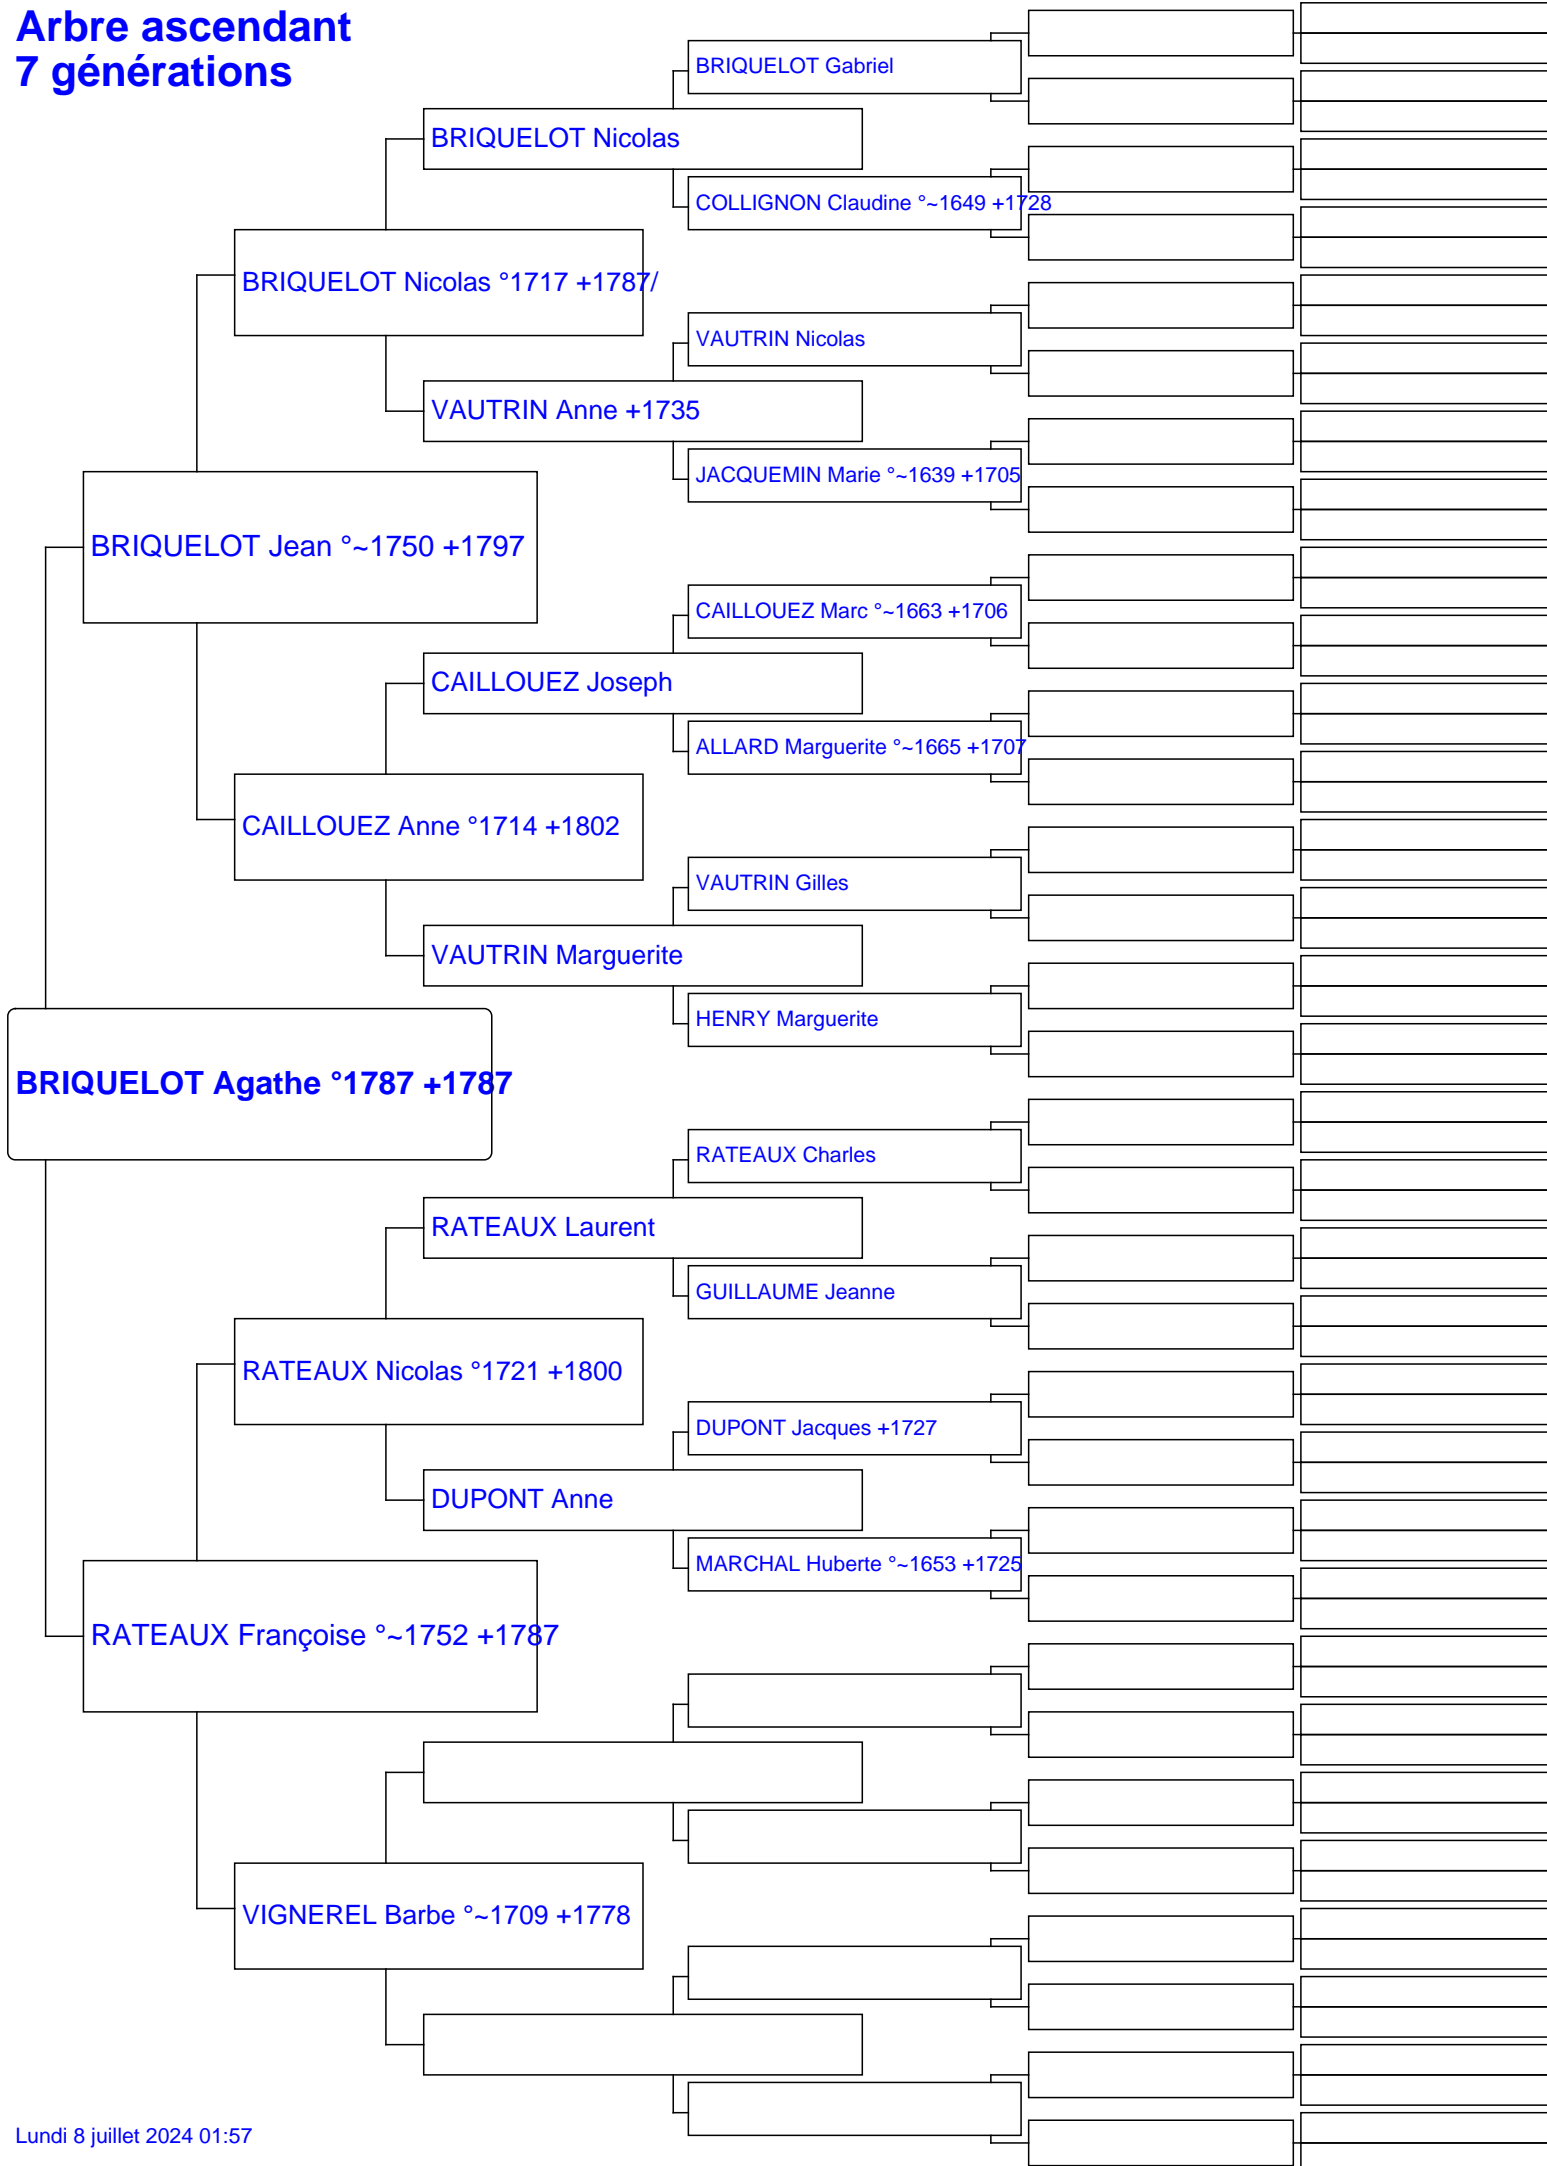 Arbre ascendant
7 générations
BRIQUELOT Gabriel
BRIQUELOT Nicolas
COLLIGNON Claudine °~1649 +1728
BRIQUELOT Nicolas °1717 +1787/
VAUTRIN Nicolas
VAUTRIN Anne +1735
JACQUEMIN Marie °~1639 +1705
BRIQUELOT Jean °~1750 +1797
CAILLOUEZ Marc °~1663 +1706
CAILLOUEZ Joseph
ALLARD Marguerite °~1665 +1707
CAILLOUEZ Anne °1714 +1802
VAUTRIN Gilles
VAUTRIN Marguerite
HENRY Marguerite
BRIQUELOT Agathe °1787 +1787
RATEAUX Charles
RATEAUX Laurent
GUILLAUME Jeanne
RATEAUX Nicolas °1721 +1800
DUPONT Jacques +1727
DUPONT Anne
MARCHAL Huberte °~1653 +1725
RATEAUX Françoise °~1752 +1787
VIGNEREL Barbe °~1709 +1778
Lundi 8 juillet 2024 01:57